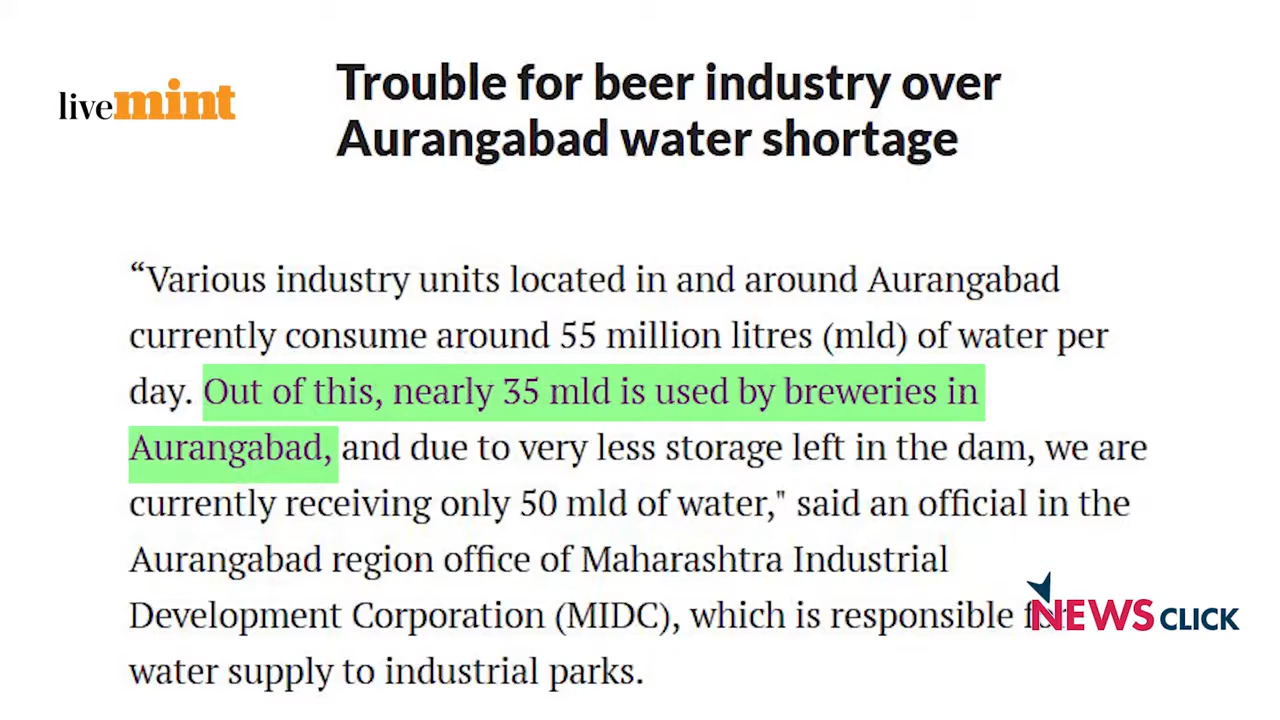 livemint
Trouble for beer industry over
Aurangabad water shortage
“Various industry units located in and around Aurangabad
currently consume around 55 million litres (mld) of water per
day. Out of this, nearly 35 mld is used by breweries in
Aurangabad, and due to very less storage left in the dam, we are
currently receiving only 50 mld of water," said an official in the
Aurangabad region office of Maharashtra Industrial
Development Corporation (MIDC), which is responsible for
NEWSCLICK
water supply to industrial parks.